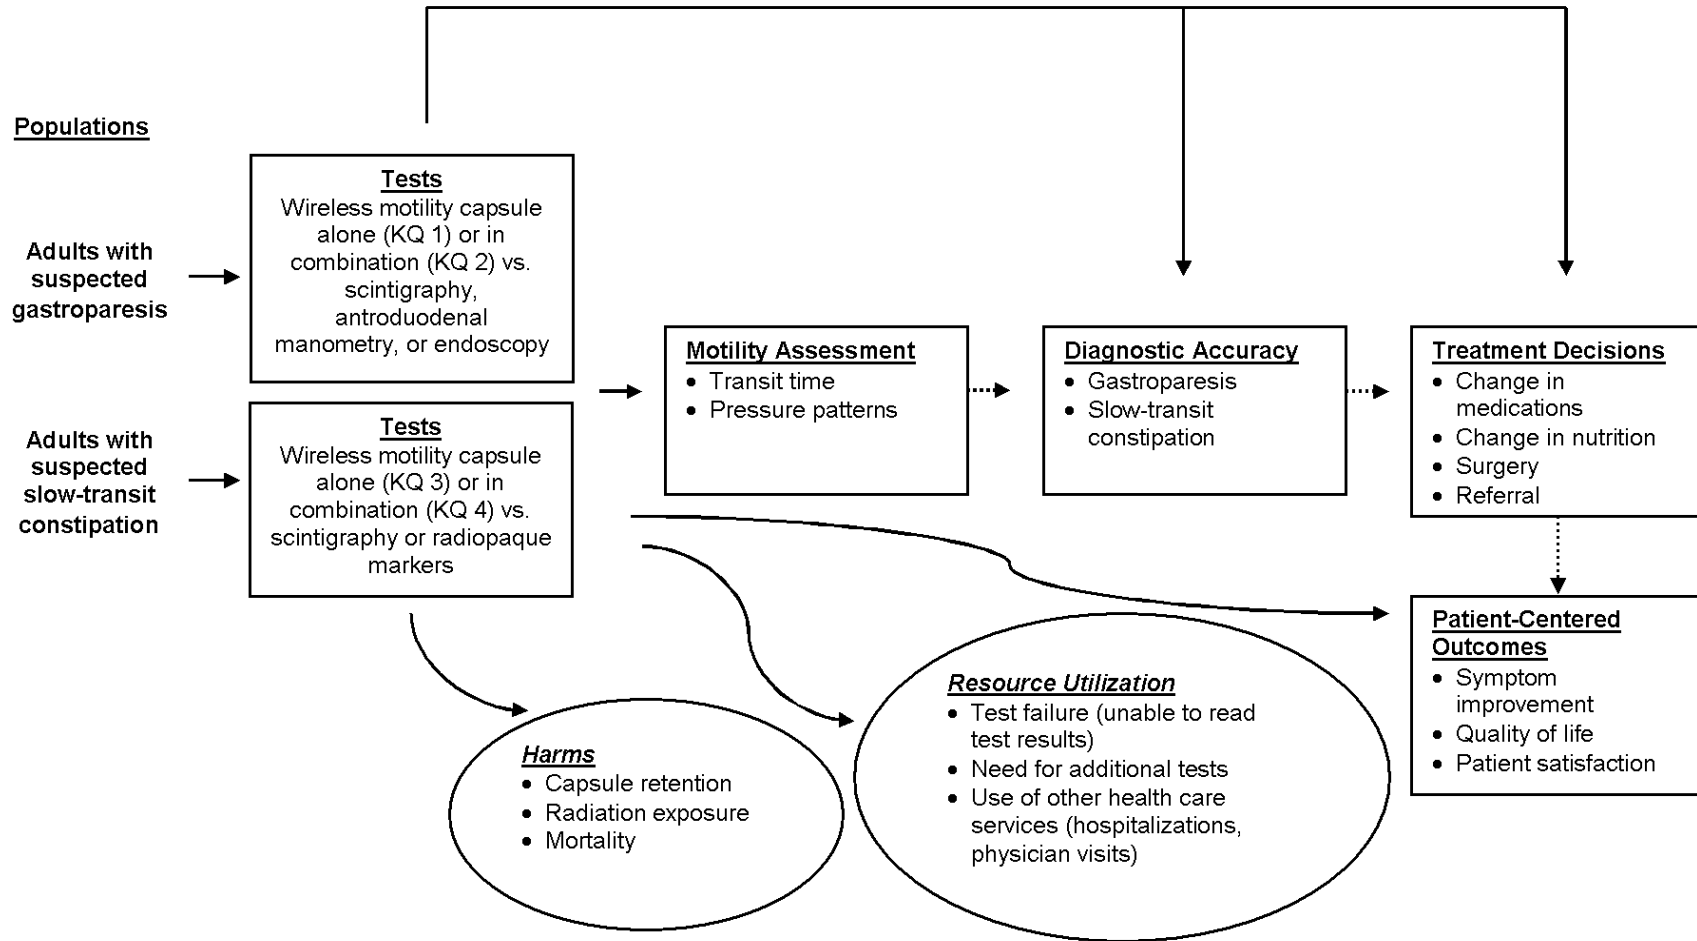 Populations
Adults with
suspected
gastroparesis
Tests
Wireless motility capsule
alone (KQ 1) or in
combination (KQ 2) vs.
scintigraphy,
antroduodenal
manometry, or endoscopy
Adults with
suspected
slow-transit
constipation
Tests
Wireless motility capsule
alone (KQ 3) or in
combination (KQ 4) vs.
scintigraphy or radiopaque
markers
Motility Assessment
• Transit time
• Pressure patterns
Diagnostic Accuracy
• Gastroparesis
• Slow-transit
constipation
Treatment Decisions
• Change in
medications
• Change in nutrition
• Surgery
• Referral
Patient-Centered
Outcomes
• Symptom
improvement
• Quality of life
• Patient satisfaction
Harms
• Capsule retention
• Radiation exposure
• Mortality
Resource Utilization
• Test failure (unable to read
test results)
• Need for additional tests
• Use of other health care
services (hospitalizations,
physician visits)